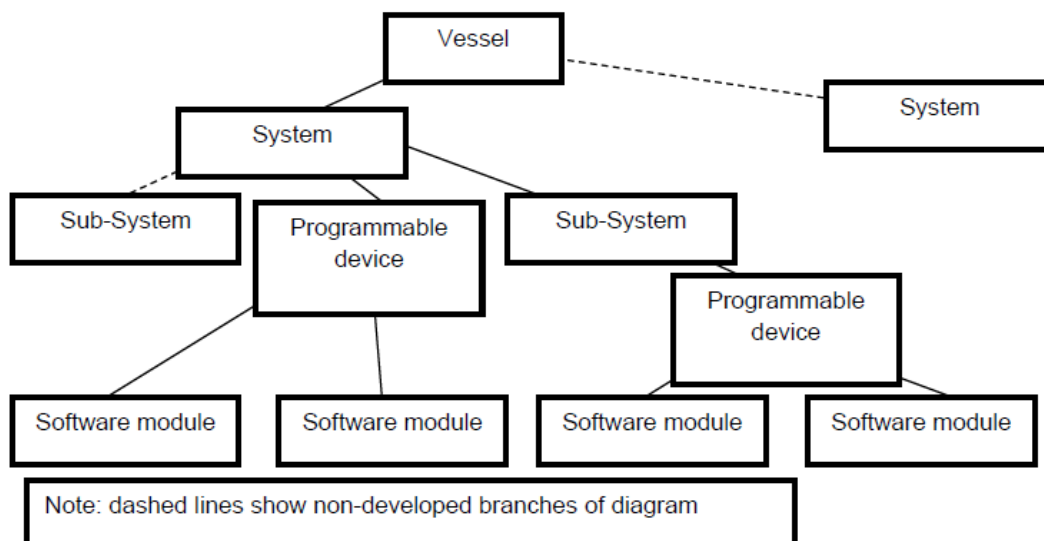 Vessel
System
System
Sub-System
Programmable
device
Sub-System
Programmable
device
Software module
Software module
Software module
Software module
Note: dashed lines show non-developed branches of diagram